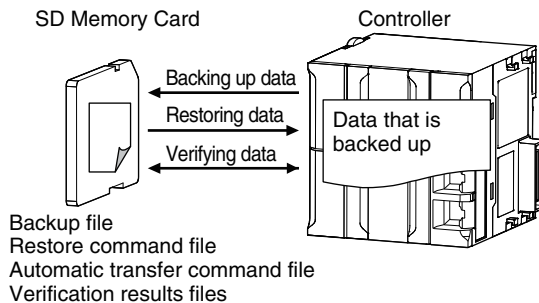 SD Memory Card
Controller
Backing up data
Restoring data
Verifying data
Data that is
backed up
Backup file
Restore command file
Automatic transfer command file
Verification results files